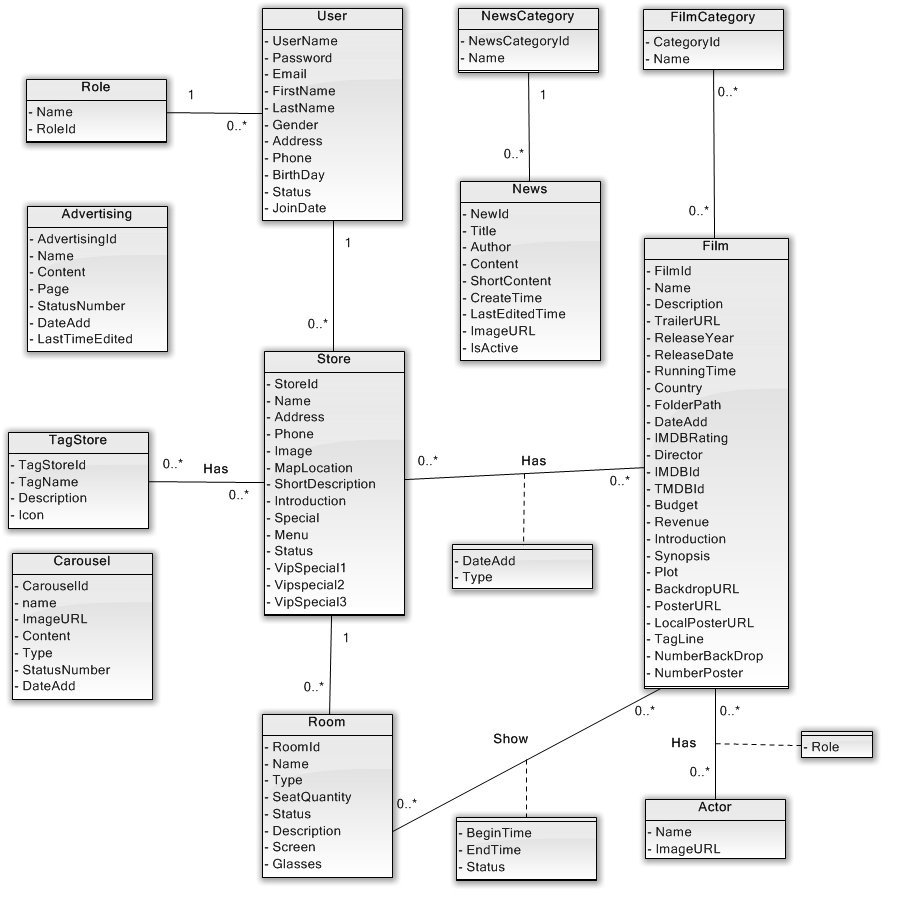 User
- UserName
- Password
- Email
- FirstName
- LastName
- Gender
- Address
- Phone
- BirthDay
- Status
- JoinDate
NewsCategory
- NewsCategoryId
- Name
FilmCategory
- CategoryId
- Name
Role
- Name
- RoleId
1
0..*
1
0..*
0..*
0..*
Advertising
- AdvertisingId
- Name
- Content
- Page
- StatusNumber
- DateAdd
- LastTimeEdited
1
0..*
News
- NewId
- Title
- Author
- Content
- ShortContent
- CreateTime
- LastEditedTime
- ImageURL
- IsActive
Film
- FilmId
- Name
- Description
- TrailerURL
- ReleaseYear
- ReleaseDate
- RunningTime
- Country
- FolderPath
- DateAdd
- IMDBRating
- Director
- IMDBId
- TMDBId
- Budget
- Revenue
- Introduction
- Synopsis
- Plot
- BackdropURL
- PosterURL
- LocalPosterURL
- TagLine
- NumberBackDrop
- NumberPoster
Store
- StoreId
- Name
- Address
- Phone
- Image
- MapLocation
- ShortDescription
- Introduction
- Special
- Menu
- Status
- VipSpecial1
- Vipspecial2
- VipSpecial3
TagStore
- TagStoreId
- TagName
- Description
- Icon
0..*
Has
0..*
0..*
Has
0..*
- DateAdd
- Type
Carousel
- CarouselId
- name
- ImageURL
- Content
- Type
- StatusNumber
- DateAdd
1
0..*
Room
- RoomId
- Name
- Type
- SeatQuantity
- Status
- Description
- Screen
- Glasses
0..*
Show
0..*
- BeginTime
- EndTime
- Status
0..*
Has
0..*
- Role
Actor
- Name
- ImageURL